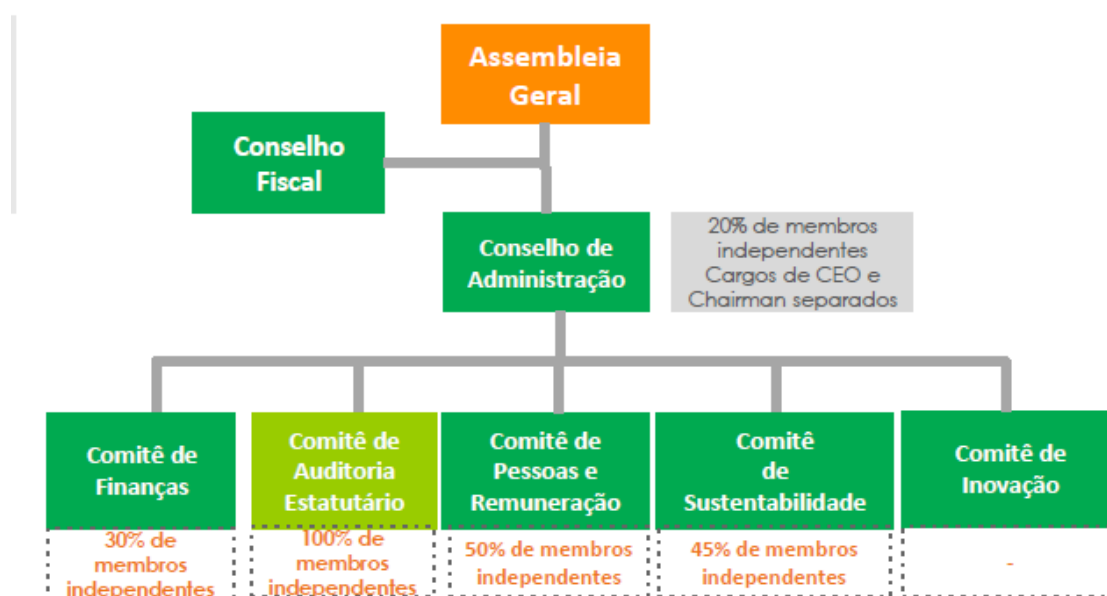 Assembleia
Geral
Conselho
Fiscal
Conselho de
Administração
20% de membros
independentes
Cargos de CEO e
Chairman separados
Comitê de
Finanças
Comitê de
Auditoria
Estatutário
Comitê de
Pessoas e
Remuneração
Comitê
de
Sustentabilidade
Comitê de
Inovação
30% de
membros
independentes
100% de
membros
independentes
50% de membros
independentes
45% de membros
independentes
-